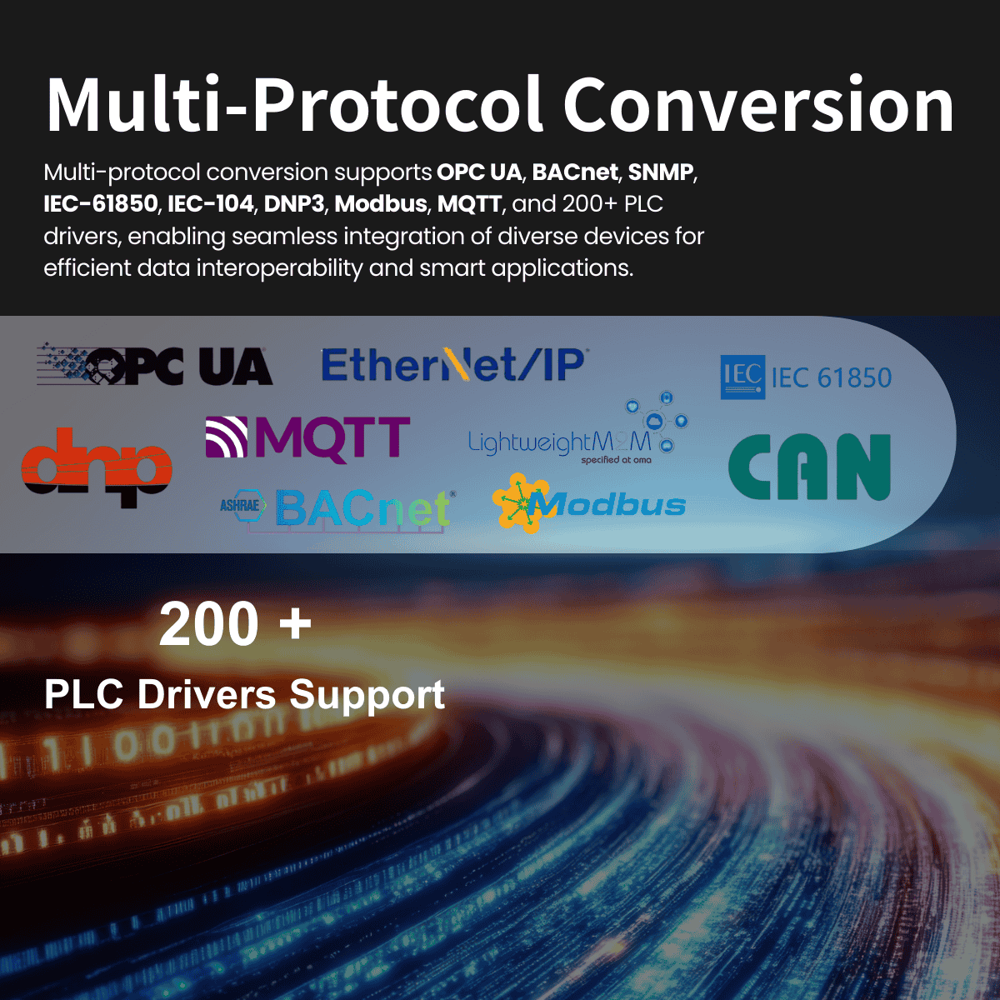 Multi-Protocol Conversion
Multi-protocol conversion supports OPC UA, BACnet, SNMP,
IEC-61850, IEC-104, DNP3, Modbus, MQTT, and 200+ PLC
drivers, enabling seamless integration of diverse devices for
efficient data interoperability and smart applications.
OPC UA
EtherNet/IP
IEC IEC 61850
dnp
MQTT
LightweightM2M
specified at oma
CAN
ASHRAE BACnet®
Modbus
200 +
PLC Drivers Support